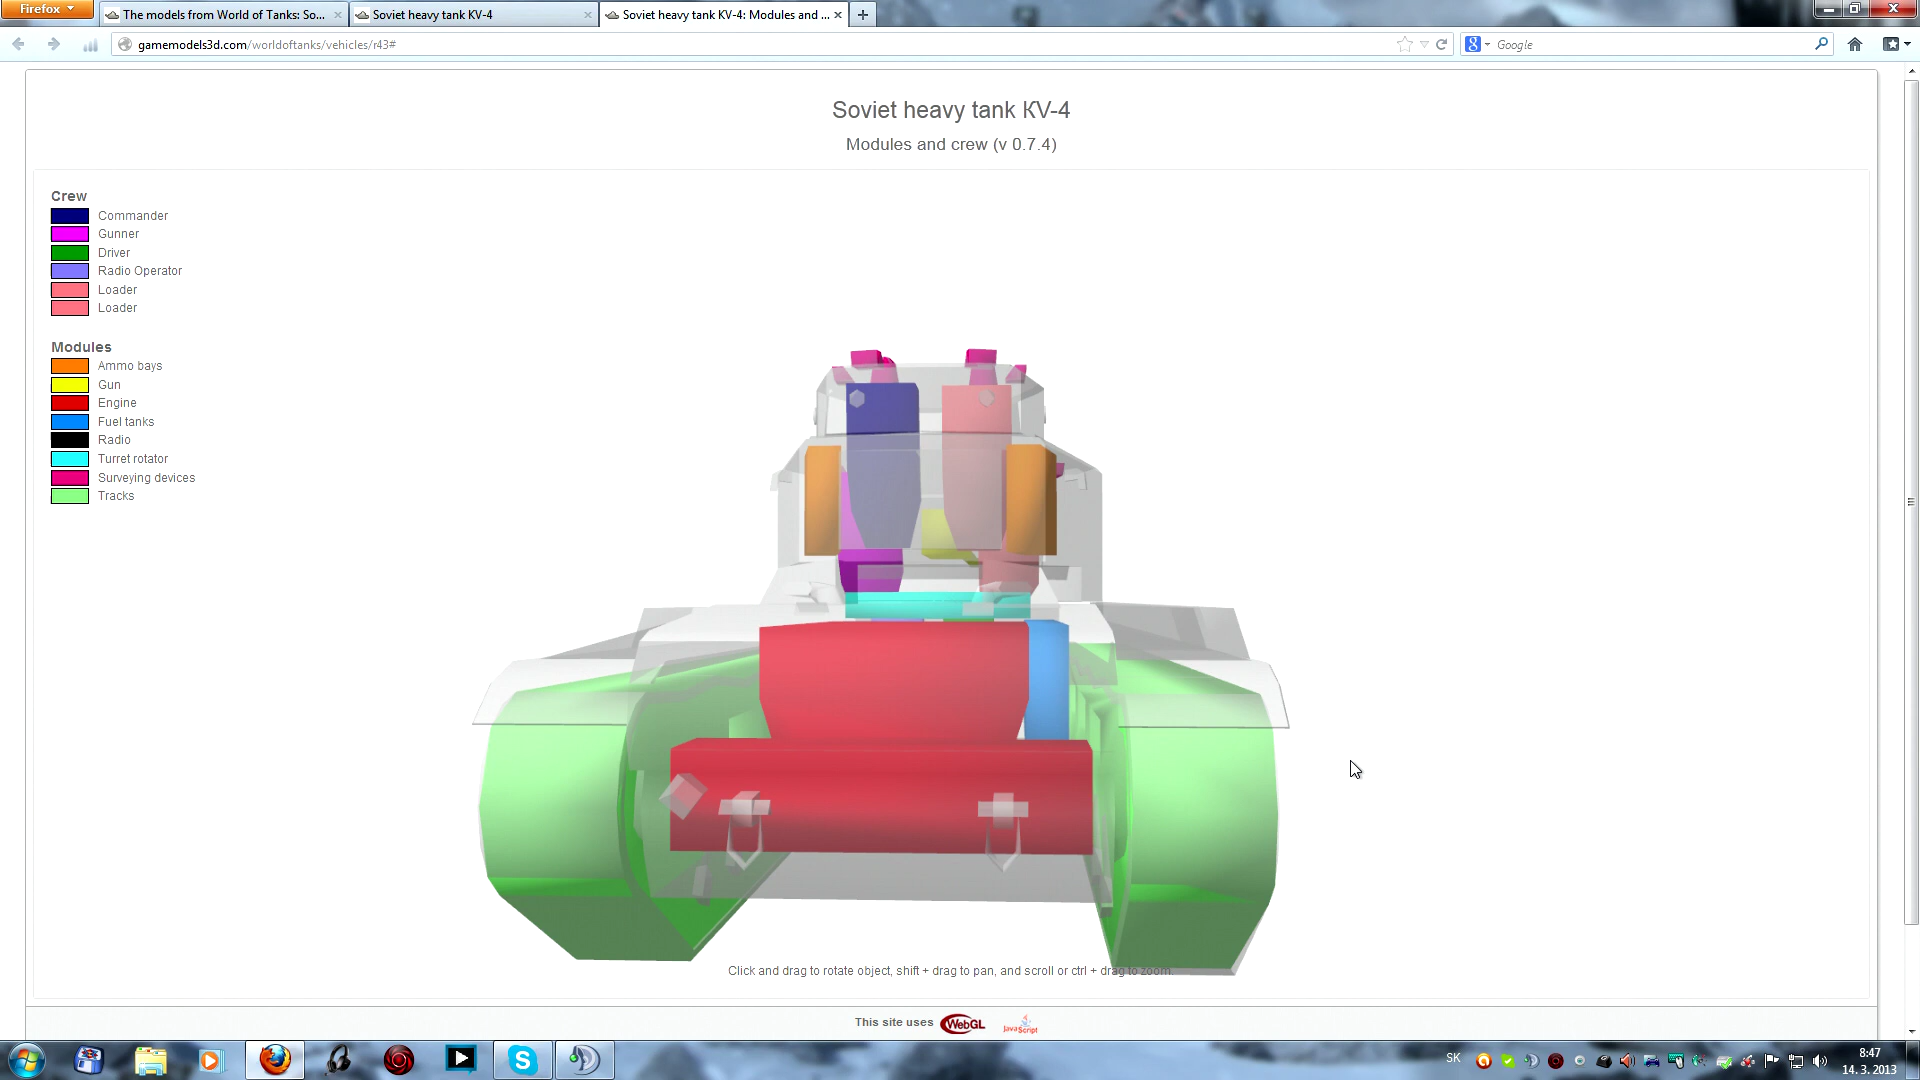 Firefox
The models from World of Tanks: So...
Soviet heavy tank KV-4
Soviet heavy tank KV-4: Modules and ...
gamemodels3d.com/worldoftanks/vehicles/r43#
Google
Soviet heavy tank KV-4
Modules and crew (v 0.7.4)
Crew
Commander
Gunner
Driver
Radio Operator
Loader
Loader
Modules
Ammo bays
Gun
Engine
Fuel tanks
Radio
Turret rotator
Surveying devices
Tracks
Click and drag to rotate object, shift + drag to pan, and scroll or ctrl + drag to zoom.
This site uses WebGL JavaScript
SK
8:47
14. 3. 2013